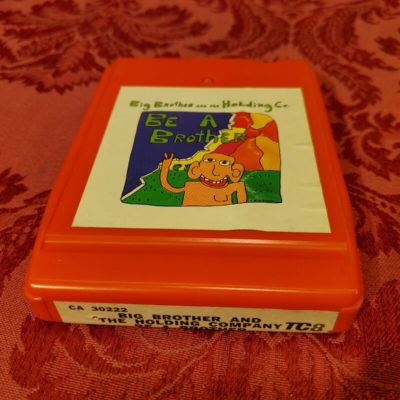 Big Brother and the Holding Co.
BE A
BROTHER
CA 30222
BIG BROTHER AND
THE HOLDING COMPANY TC8